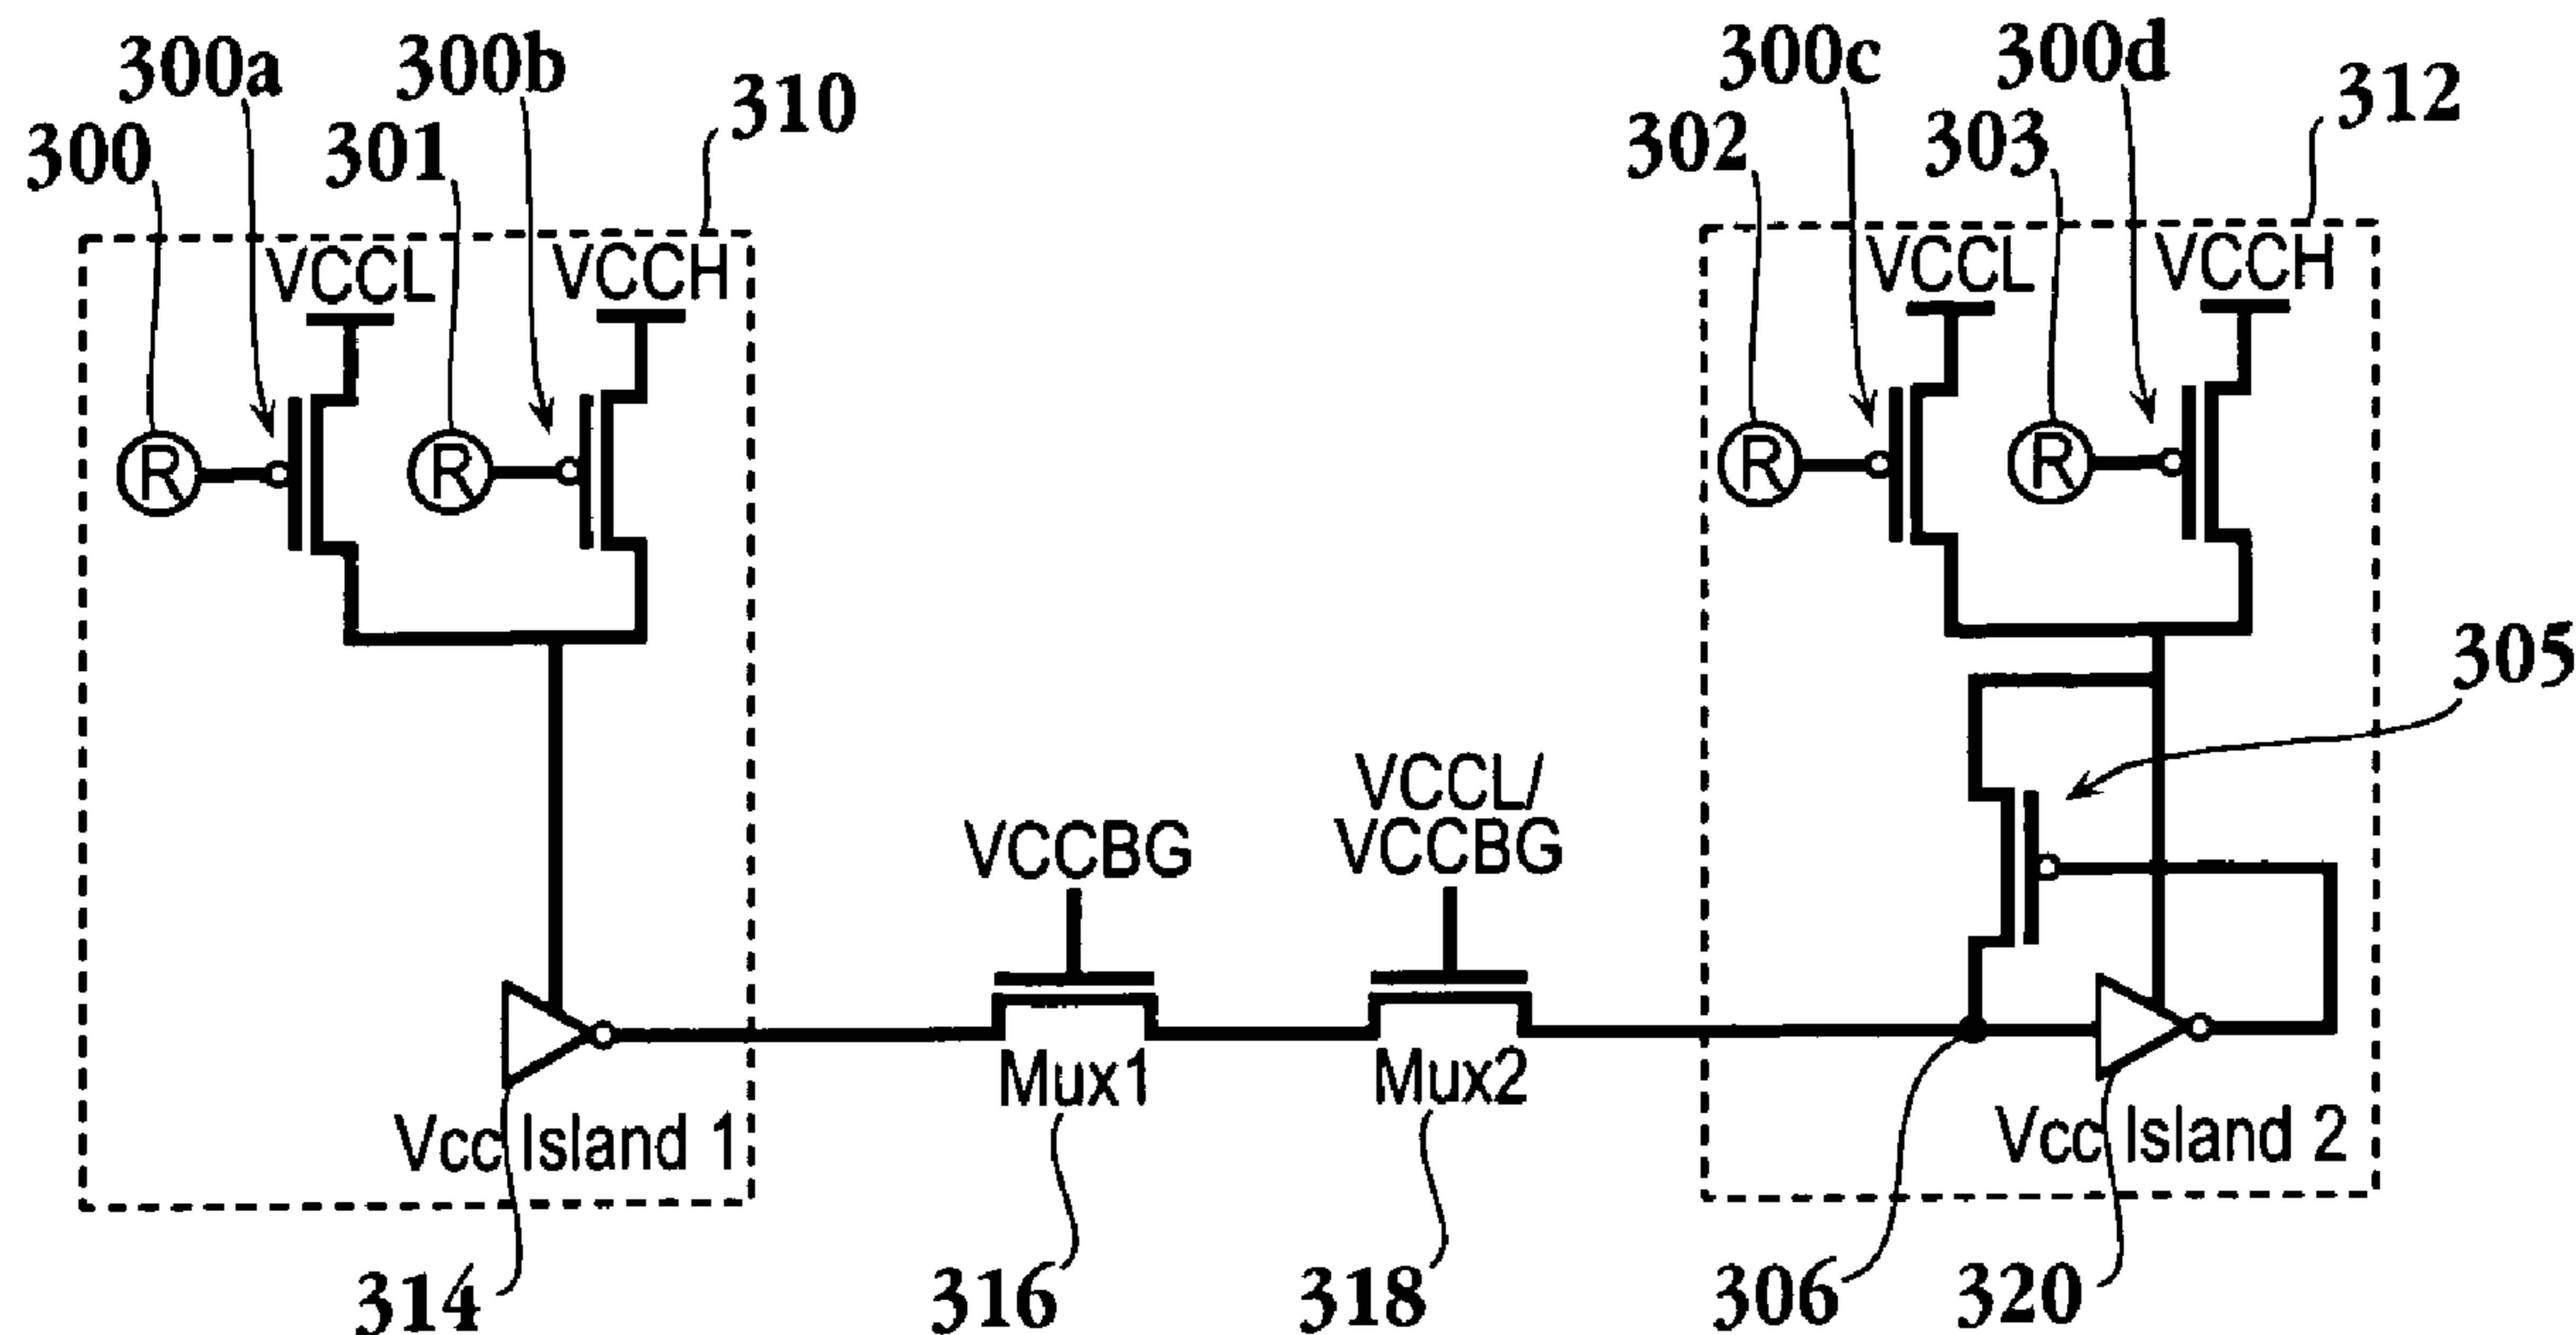 300a
300b
300c
300d
300
301
310
302
303
312
VCCL
VCCH
VCCL
VCCH
R
R
R
R
305
VCCBG
VCCL/
VCCBG
Mux1
Mux2
Vcc Island 1
Vcc Island 2
314
316
318
306
320